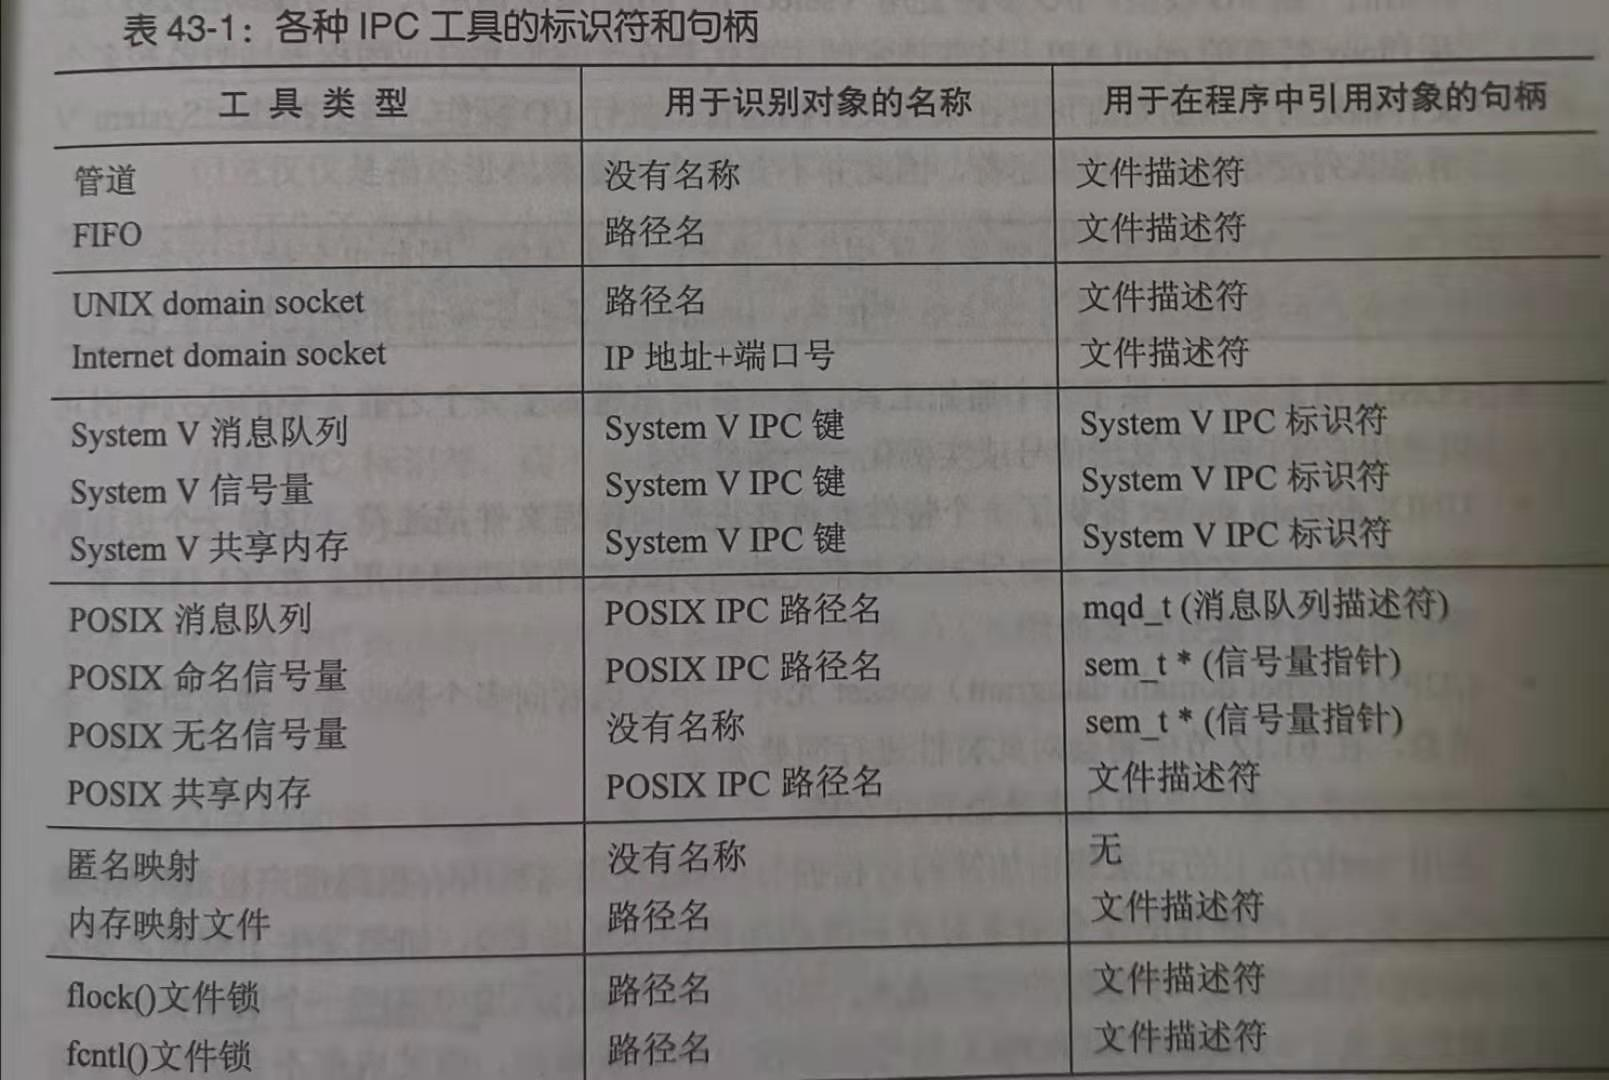 表 43-1：各种 IPC 工具的标识符和句柄
工 具 类 型 用于识别对象的名称 用于在程序中引用对象的句柄
管道 没有名称 文件描述符
FIFO 路径名 文件描述符
UNIX domain socket 路径名 文件描述符
Internet domain socket IP 地址+端口号 文件描述符
System V 消息队列 System V IPC 键 System V IPC 标识符
System V 信号量 System V IPC 键 System V IPC 标识符
System V 共享内存 System V IPC 键 System V IPC 标识符
POSIX 消息队列 POSIX IPC 路径名 mqd_t (消息队列描述符)
POSIX 命名信号量 POSIX IPC 路径名 sem_t * (信号量指针)
POSIX 无名信号量 没有名称 sem_t * (信号量指针)
POSIX 共享内存 POSIX IPC 路径名 文件描述符
匿名映射 没有名称 无
内存映射文件 路径名 文件描述符
flock()文件锁 路径名 文件描述符
fcntl()文件锁 路径名 文件描述符